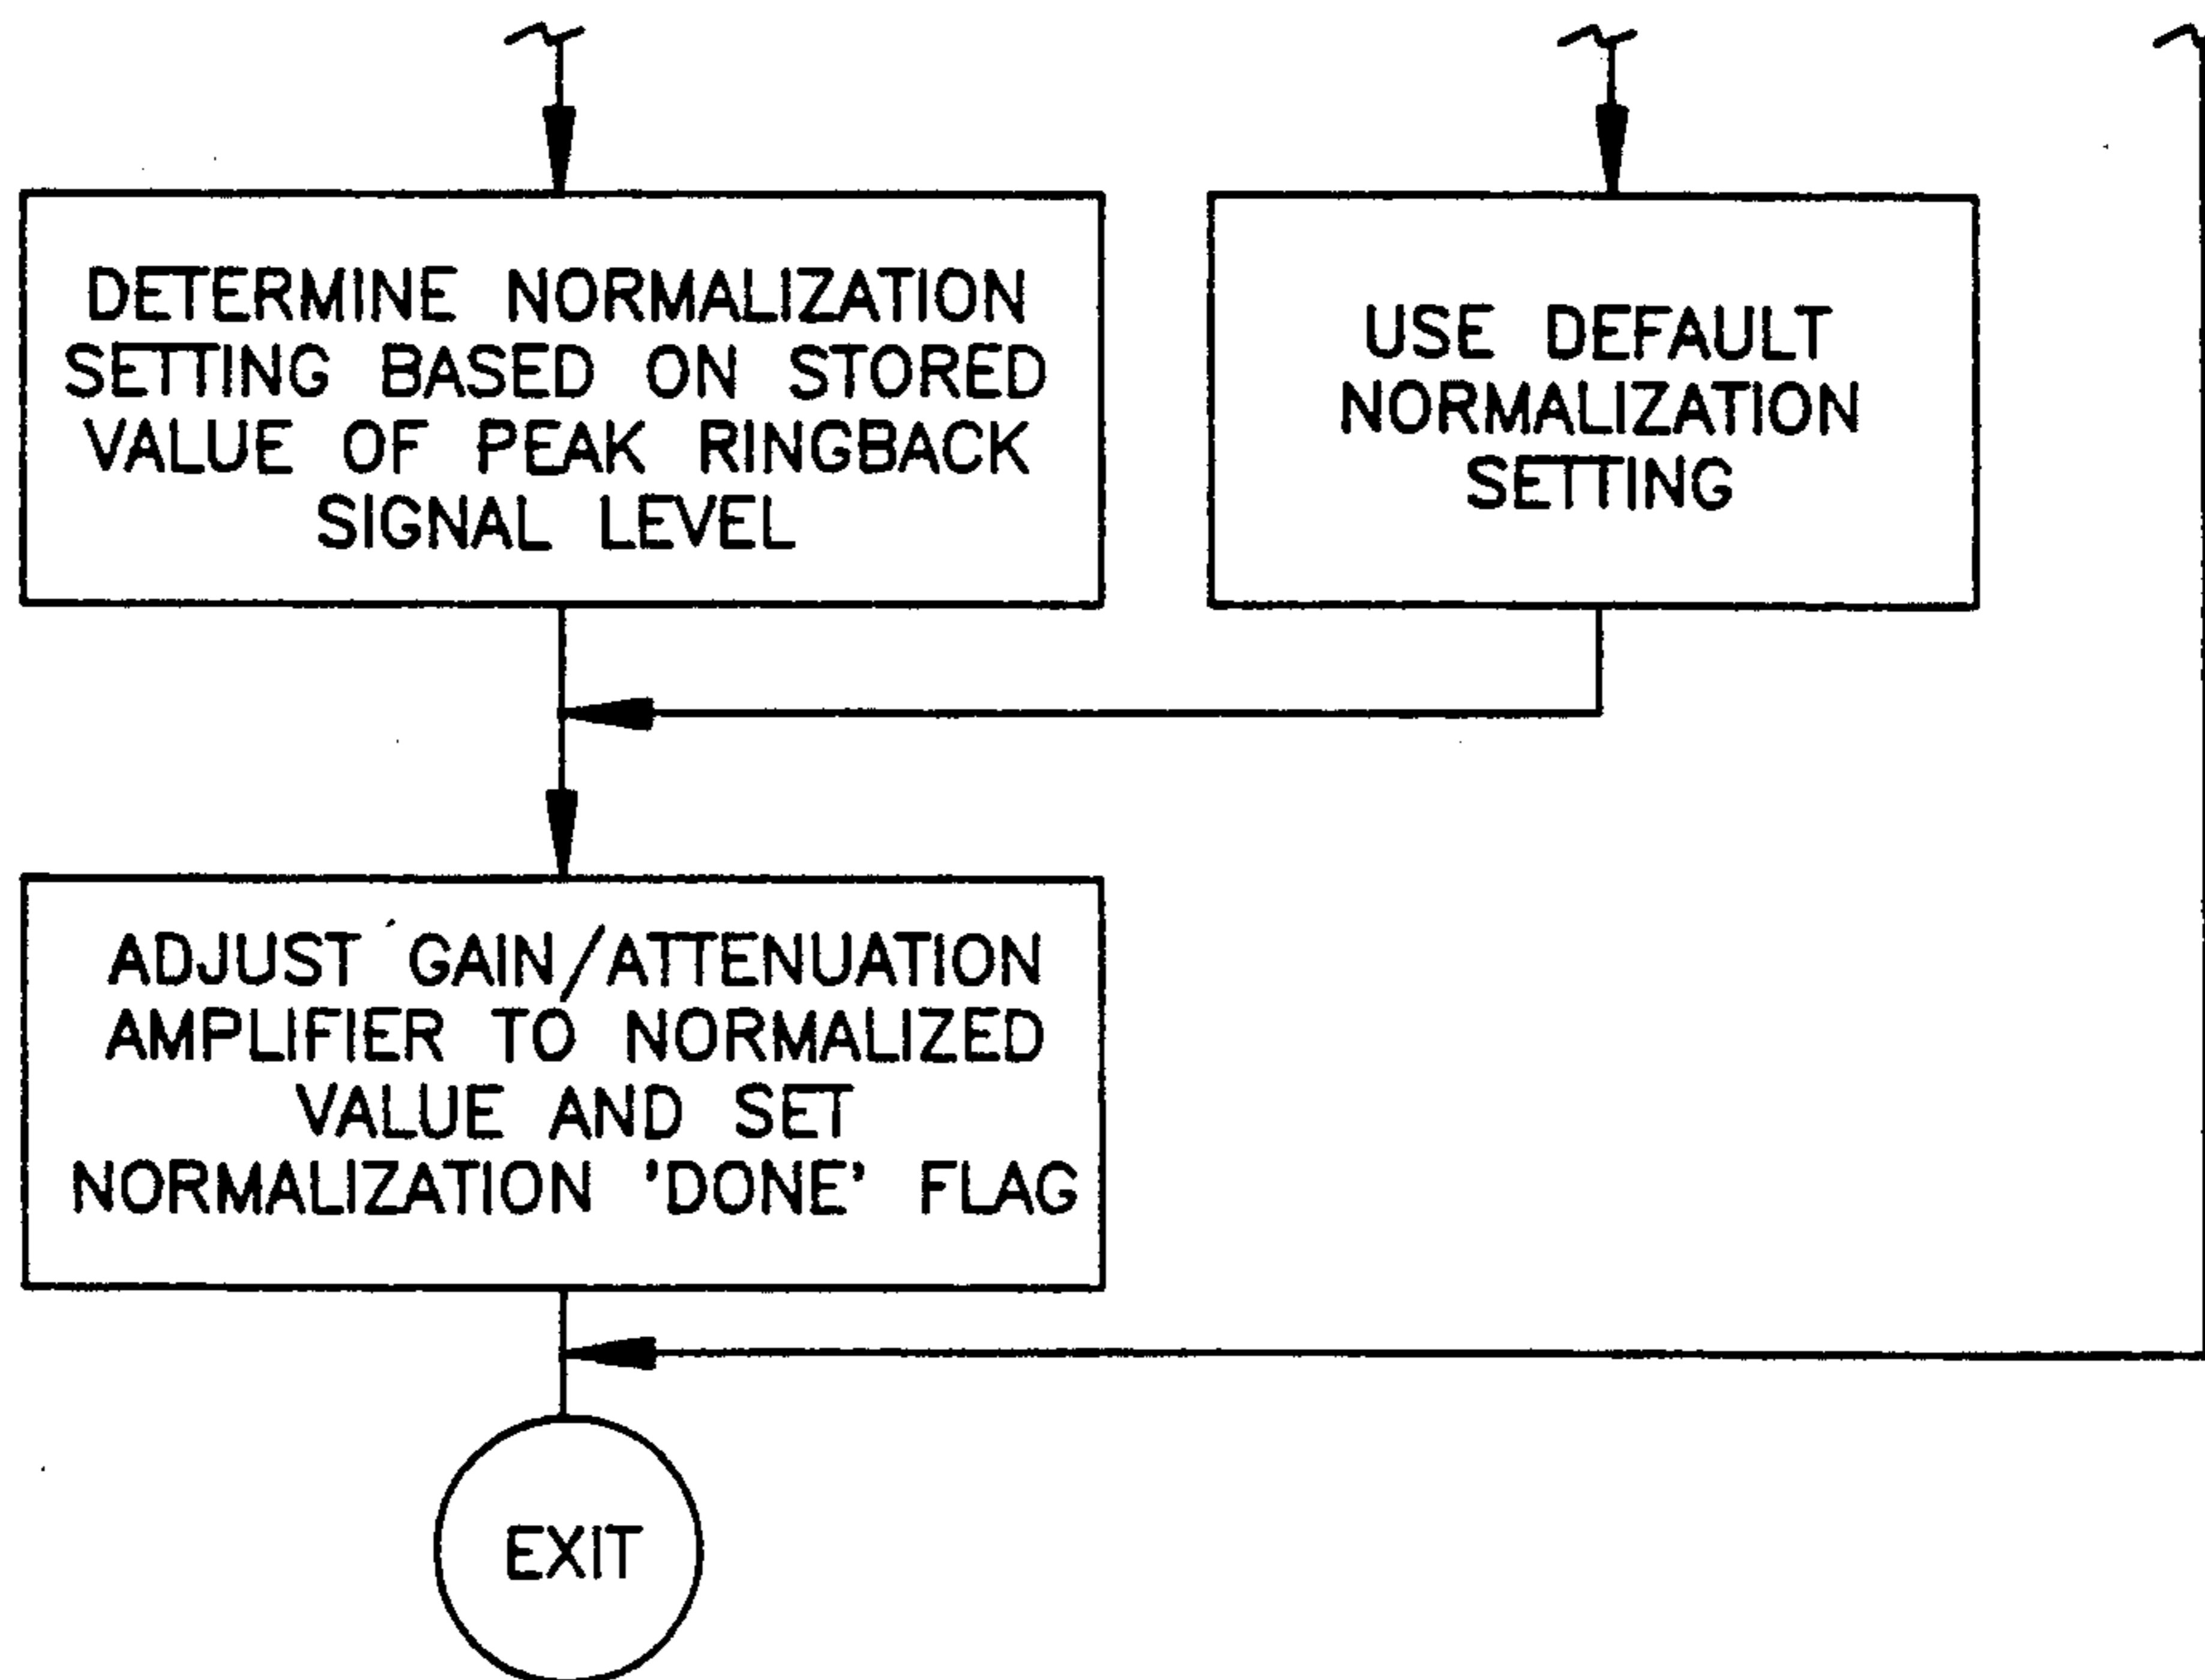 DETERMINE NORMALIZATION
SETTING BASED ON STORED
VALUE OF PEAK RINGBACK
SIGNAL LEVEL
USE DEFAULT
NORMALIZATION
SETTING
ADJUST GAIN/ATTENUATION
AMPLIFIER TO NORMALIZED
VALUE AND SET
NORMALIZATION 'DONE' FLAG
EXIT